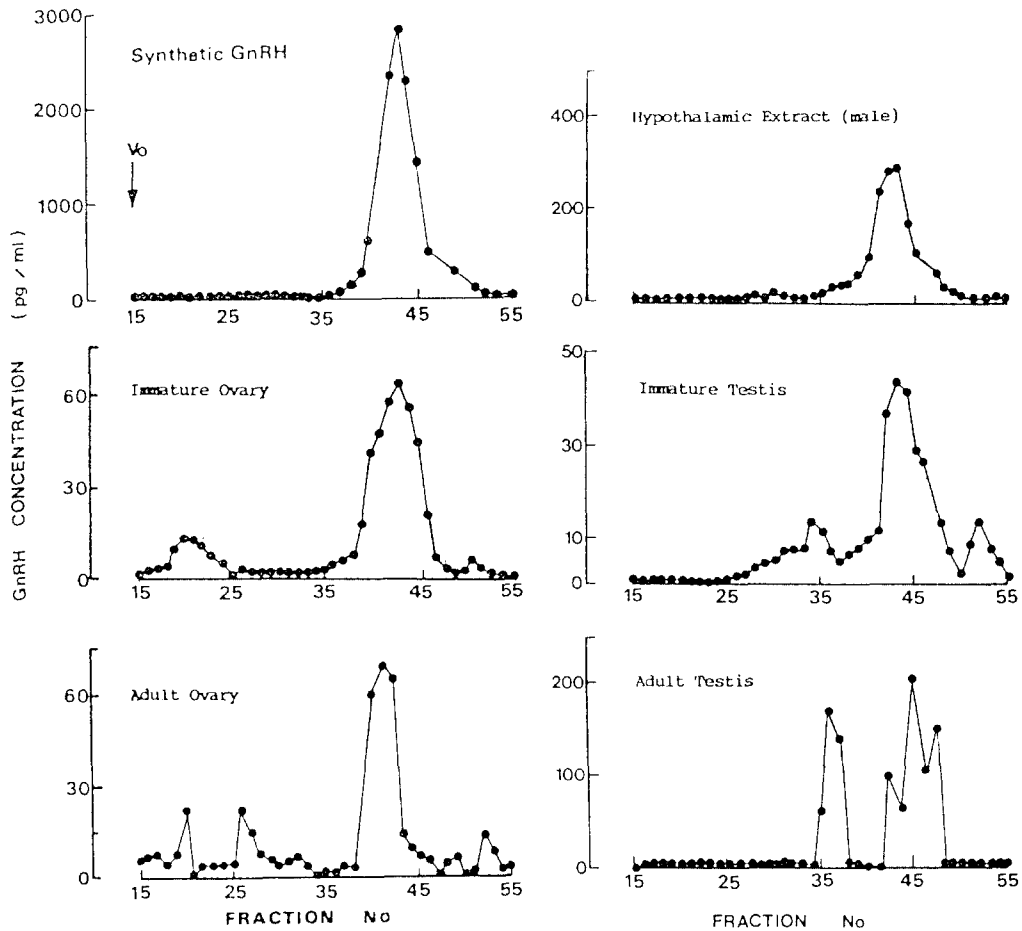 3000
2000
1000
0
Synthetic GnRH
Vo
15 25 35 45 55
400
200
0
Hypothalamic Extract (male)
15 25 35 45 55
GnRH CONCENTRATION (pg / ml)
60
30
0
Immature Ovary
15 25 35 45 55
50
30
10
0
Immature Testis
15 25 35 45 55
60
30
0
Adult Ovary
15 25 35 45 55
FRACTION No
200
100
0
Adult Testis
15 25 35 45 55
FRACTION No